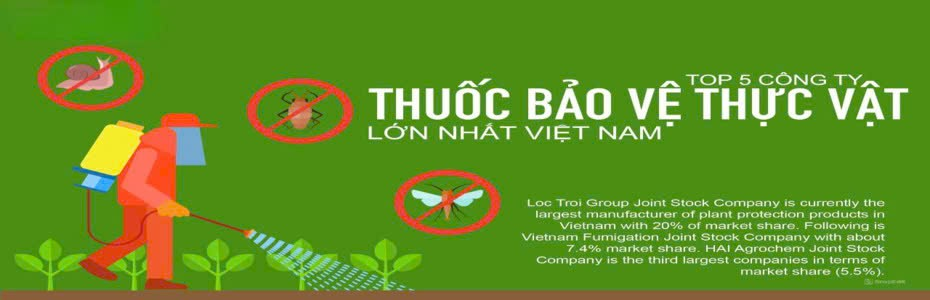 TOP 5 CÔNG TY
THUỐC BẢO VỆ THỰC VẬT
LỚN NHẤT VIỆT NAM
Loc Troi Group Joint Stock Company is currently the
largest manufacturer of plant protection products in
Vietnam with 20% of market share. Following is
Vietnam Fumigation Joint Stock Company with about
7.4% market share. HAI Agrochem Joint Stock
Company is the third largest companies in terms of
market share (5.5%).